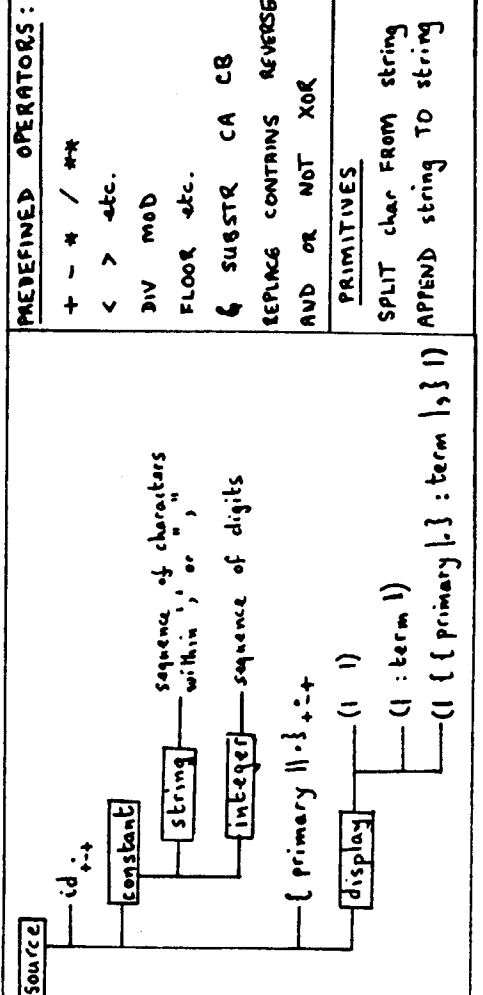 source
id +-+
constant
string
sequence of characters
within ',' or ","
integer
sequence of digits
{ primary || . } +-+
display
(| |)
(| : term |)
(| { { primary | . } : term | , } |)
PREDEFINED OPERATORS :
+ - * / **
< > etc.
DIV MOD
FLOOR etc.
& SUBSTR CA CB
REPLACE CONTAINS REVERSE
AND OR NOT XOR
PRIMITIVES
SPLIT char FROM string
APPEND string TO string